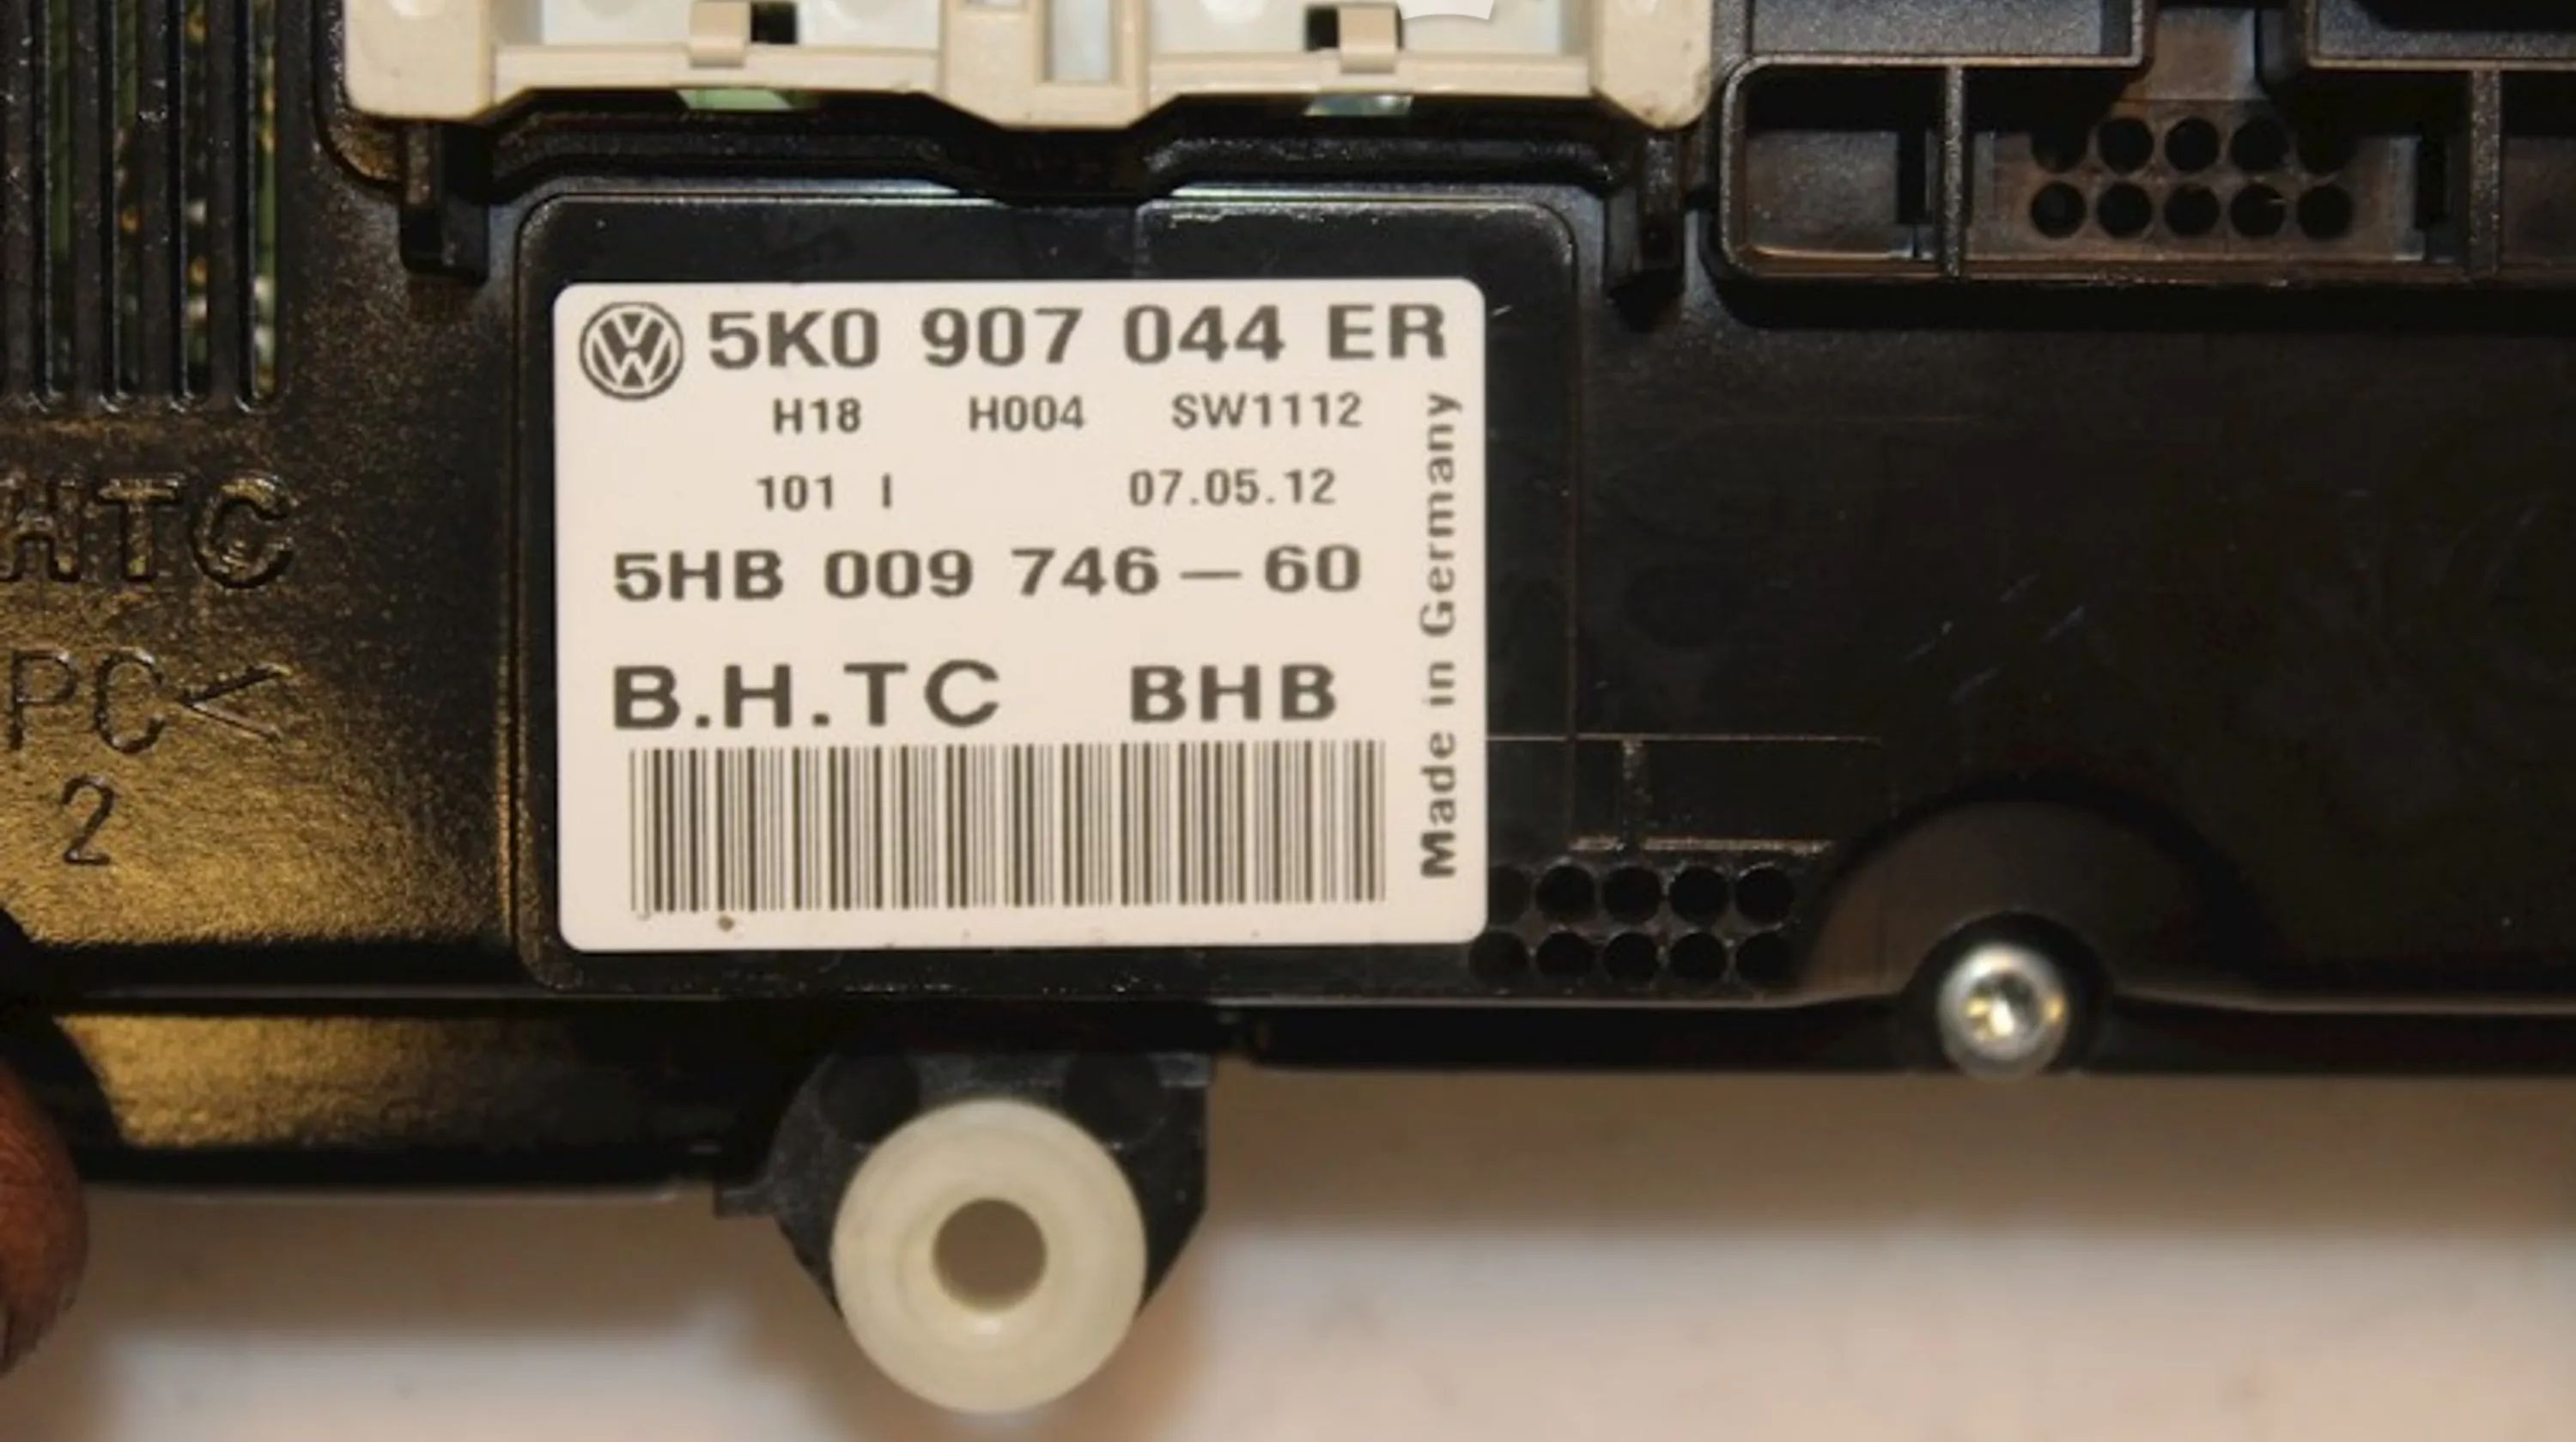 5K0 907 044 ER
H18 H004 SW1112
101 I 07.05.12
5HB 009 746 — 60
B.H.TC BHB
Made in Germany
HTC
PC<
2